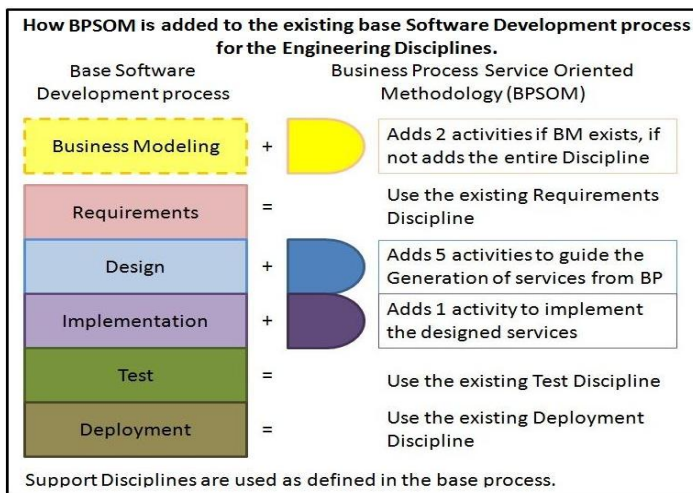 How BPSOM is added to the existing base Software Development process
for the Engineering Disciplines.
Base Software
Development process
Business Process Service Oriented
Methodology (BPSOM)
Business Modeling
+
Adds 2 activities if BM exists, if
not adds the entire Discipline
Requirements
=
Use the existing Requirements
Discipline
Design
+
Adds 5 activities to guide the
Generation of services from BP
Implementation
+
Adds 1 activity to implement
the designed services
Test
=
Use the existing Test Discipline
Deployment
=
Use the existing Deployment
Discipline
Support Disciplines are used as defined in the base process.